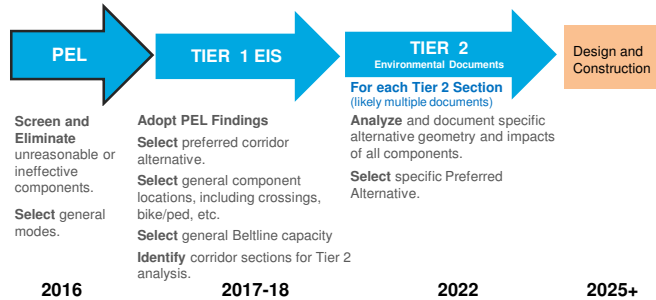 PEL
TIER 1 EIS
TIER 2
Environmental Documents
Design and
Construction
Screen and
Eliminate
unreasonable or
ineffective
components.
Select general
modes.
Adopt PEL Findings
Select preferred corridor
alternative.
Select general component
locations, including crossings,
bike/ped, etc.
Select general Beltline capacity
Identify corridor sections for Tier 2
analysis.
For each Tier 2 Section
(likely multiple documents)
Analyze and document specific
alternative geometry and impacts
of all components.
Select specific Preferred
Alternative.
2016
2017-18
2022
2025+